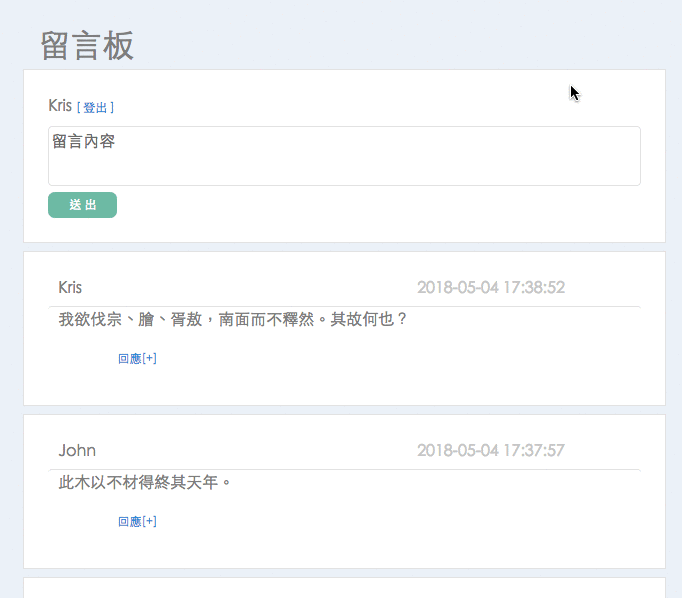 留言板
Kris [ 登出 ]
留言內容
送 出
Kris 2018-05-04 17:38:52
我欲伐宗、膾、胥敖，南面而不釋然。其故何也？
回應[+]
John 2018-05-04 17:37:57
此木以不材得終其天年。
回應[+]